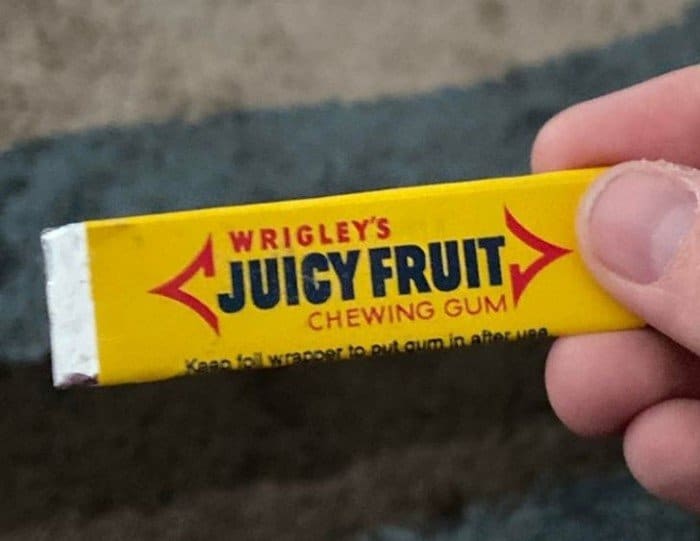 WRIGLEY'S
JUICY FRUIT
CHEWING GUM
Keep foil wrapper to put gum in after use